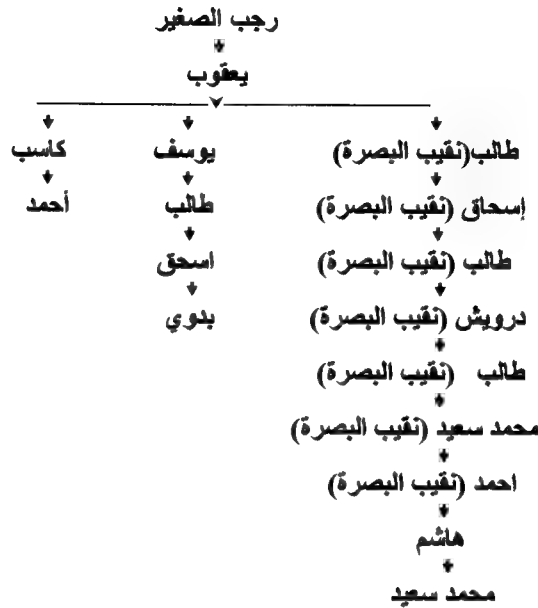 رجب الصغير
يعقوب
طالب(نقيب البصرة) يوسف كاسب
إسحاق (نقيب البصرة) طالب أحمد
طالب (نقيب البصرة) اسحق
درويش (نقيب البصرة) بدوي
طالب (نقيب البصرة)
محمد سعيد (نقيب البصرة)
احمد (نقيب البصرة)
هاشم
محمد سعيد